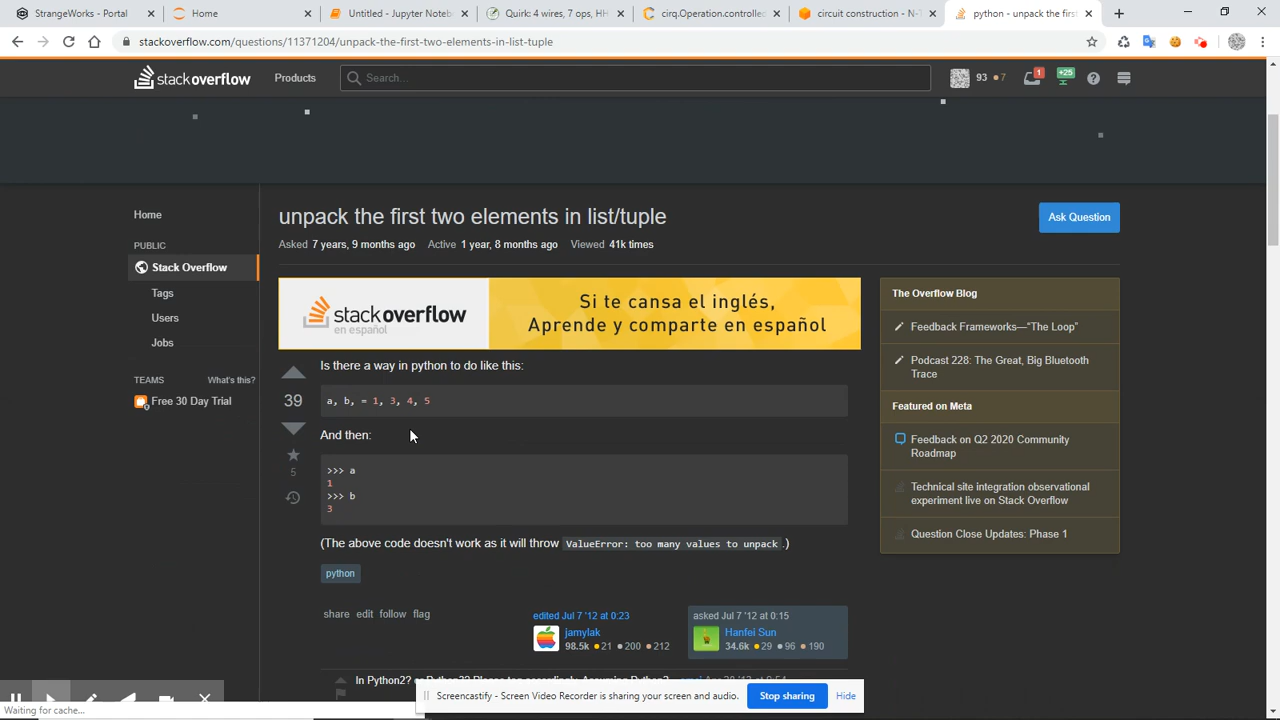 StrangeWorks - Portal
Home
Untitled - Jupyter Noteb
Quirk: 4 wires, 7 ops, HH
cirq.Operation.controlled
circuit construction - N-T
python - unpack the first
stackoverflow.com/questions/11371204/unpack-the-first-two-elements-in-list-tuple
stackoverflow
Products
Search...
93
7
1
+25
unpack the first two elements in list/tuple
Ask Question
Asked 7 years, 9 months ago
Active 1 year, 8 months ago
Viewed 41k times
Home
PUBLIC
Stack Overflow
Tags
Users
Jobs
TEAMS
What's this?
Free 30 Day Trial
stackoverflow
en español
Si te cansa el inglés,
Aprende y comparte en español
Is there a way in python to do like this:
39
a, b, = 1, 3, 4, 5
And then:
5
>>> a
1
>>> b
3
(The above code doesn't work as it will throw ValueError: too many values to unpack .)
python
share edit follow flag
edited Jul 7 '12 at 0:23
jamylak
98.5k 21 200 212
asked Jul 7 '12 at 0:15
Hanfei Sun
34.6k 29 96 190
The Overflow Blog
Feedback Frameworks—"The Loop"
Podcast 228: The Great, Big Bluetooth
Trace
Featured on Meta
Feedback on Q2 2020 Community
Roadmap
Technical site integration observational
experiment live on Stack Overflow
Question Close Updates: Phase 1
In Python2?
Screencastify - Screen Video Recorder is sharing your screen and audio.
Stop sharing
Hide
Waiting for cache...